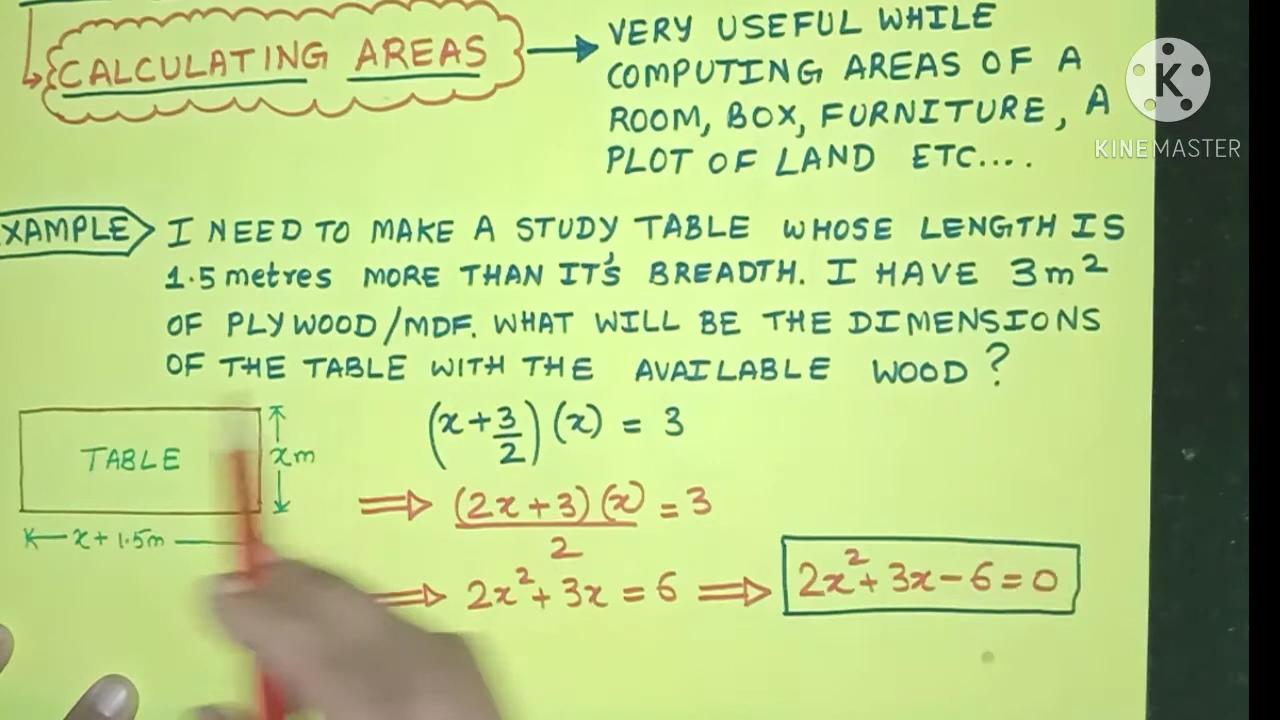 CALCULATING AREAS
VERY USEFUL WHILE
COMPUTING AREAS OF A
ROOM, BOX, FURNITURE, A
PLOT OF LAND ETC....
K
KINEMASTER
XAMPLE
I NEED TO MAKE A STUDY TABLE WHOSE LENGTH IS
1.5 metres MORE THAN IT'S BREADTH. I HAVE 3m²
OF PLYWOOD/MDF. WHAT WILL BE THE DIMENSIONS
OF THE TABLE WITH THE AVAILABLE WOOD?
TABLE
xm
x+1.5m
(x+3/2)(x) = 3
⇒ (2x+3)(x)/2 = 3
⇒ 2x²+3x=6 ⇒ 2x²+3x-6=0